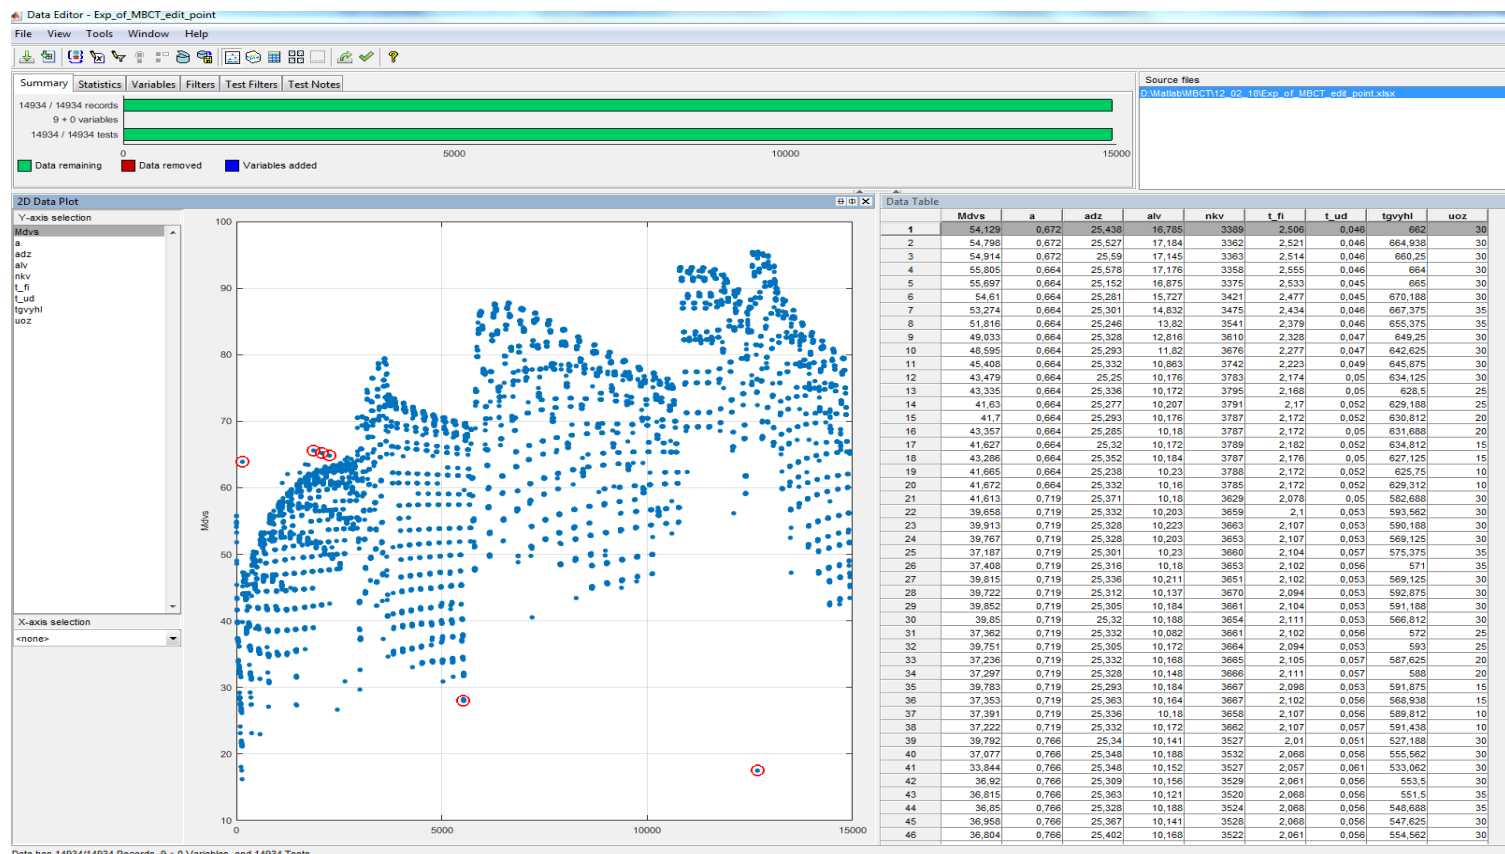 Data Editor - Exp_of_MBCT_edit_point
File View Tools Window Help
Summary Statistics Variables Filters Test Filters Test Notes
14934 / 14934 records
9 + 0 variables
14934 / 14934 tests
0 5000 10000 15000
Data remaining Data removed Variables added
Source files
D:\Matlab\MBCT\12_02_18\Exp_of_MBCT_edit_point.xlsx
2D Data Plot
Y-axis selection
Mdvs
a
adz
alv
nkv
t_fi
t_ud
tgvyhl
uoz
X-axis selection
<none>
Mdvs
100
90
80
70
60
50
40
30
20
10
0 5000 10000 15000
Data Table
Mdvs a adz alv nkv t_fi t_ud tgvyhl uoz
1 54,129 0,672 25,438 16,785 3389 2,506 0,046 662 30
2 54,798 0,672 25,527 17,184 3362 2,521 0,046 664,938 30
3 54,914 0,672 25,59 17,145 3363 2,514 0,046 660,25 30
4 55,805 0,664 25,578 17,176 3358 2,555 0,046 664 30
5 55,697 0,664 25,152 16,875 3375 2,533 0,045 665 30
6 54,61 0,664 25,281 15,727 3421 2,477 0,045 670,188 30
7 53,274 0,664 25,301 14,832 3475 2,434 0,046 667,375 35
8 51,816 0,664 25,246 13,82 3541 2,379 0,046 655,375 35
9 49,033 0,664 25,328 12,816 3610 2,328 0,047 649,25 30
10 48,595 0,664 25,293 11,82 3676 2,277 0,047 642,625 30
11 45,408 0,664 25,332 10,863 3742 2,223 0,049 645,875 30
12 43,479 0,664 25,25 10,176 3783 2,174 0,05 634,125 30
13 43,335 0,664 25,336 10,172 3795 2,168 0,05 628,5 25
14 41,63 0,664 25,277 10,207 3791 2,17 0,052 629,188 25
15 41,7 0,664 25,293 10,176 3787 2,172 0,052 630,812 20
16 43,357 0,664 25,285 10,18 3787 2,172 0,05 631,688 20
17 41,627 0,664 25,32 10,172 3789 2,182 0,052 634,812 15
18 43,286 0,664 25,352 10,184 3787 2,176 0,05 627,125 15
19 41,665 0,664 25,238 10,23 3788 2,172 0,052 625,75 10
20 41,672 0,664 25,332 10,16 3785 2,172 0,052 629,312 10
21 41,613 0,719 25,371 10,18 3629 2,078 0,05 582,688 30
22 39,658 0,719 25,332 10,203 3659 2,1 0,053 593,562 30
23 39,913 0,719 25,328 10,223 3663 2,107 0,053 590,188 30
24 39,767 0,719 25,328 10,203 3653 2,107 0,053 569,125 30
25 37,187 0,719 25,301 10,23 3660 2,104 0,057 575,375 35
26 37,408 0,719 25,316 10,18 3653 2,102 0,056 571 35
27 39,815 0,719 25,336 10,211 3651 2,102 0,053 569,125 30
28 39,722 0,719 25,312 10,137 3670 2,094 0,053 592,875 30
29 39,852 0,719 25,305 10,184 3661 2,104 0,053 591,188 30
30 39,85 0,719 25,32 10,188 3654 2,111 0,053 566,812 30
31 37,362 0,719 25,332 10,082 3661 2,102 0,056 572 25
32 39,751 0,719 25,305 10,172 3664 2,094 0,053 593 25
33 37,236 0,719 25,332 10,168 3665 2,105 0,057 587,625 20
34 37,297 0,719 25,328 10,148 3666 2,111 0,057 588 20
35 39,783 0,719 25,293 10,184 3667 2,098 0,053 591,875 15
36 37,353 0,719 25,363 10,164 3667 2,102 0,056 568,938 15
37 37,391 0,719 25,336 10,18 3658 2,107 0,056 589,812 10
38 37,222 0,719 25,332 10,172 3662 2,107 0,056 591,438 10
39 39,792 0,766 25,34 10,141 3527 2,01 0,051 527,188 30
40 37,077 0,766 25,348 10,188 3532 2,068 0,056 555,562 30
41 33,844 0,766 25,348 10,152 3527 2,057 0,061 533,062 30
42 36,92 0,766 25,309 10,156 3529 2,061 0,056 553,5 30
43 36,815 0,766 25,363 10,121 3520 2,068 0,056 551,5 35
44 36,85 0,766 25,328 10,188 3524 2,068 0,056 548,688 35
45 36,958 0,766 25,367 10,141 3528 2,068 0,056 547,625 30
46 36,804 0,766 25,402 10,168 3522 2,061 0,056 554,562 30
Data has 14934/14934 Records, 9 + 0 Variables, and 14934 Tests